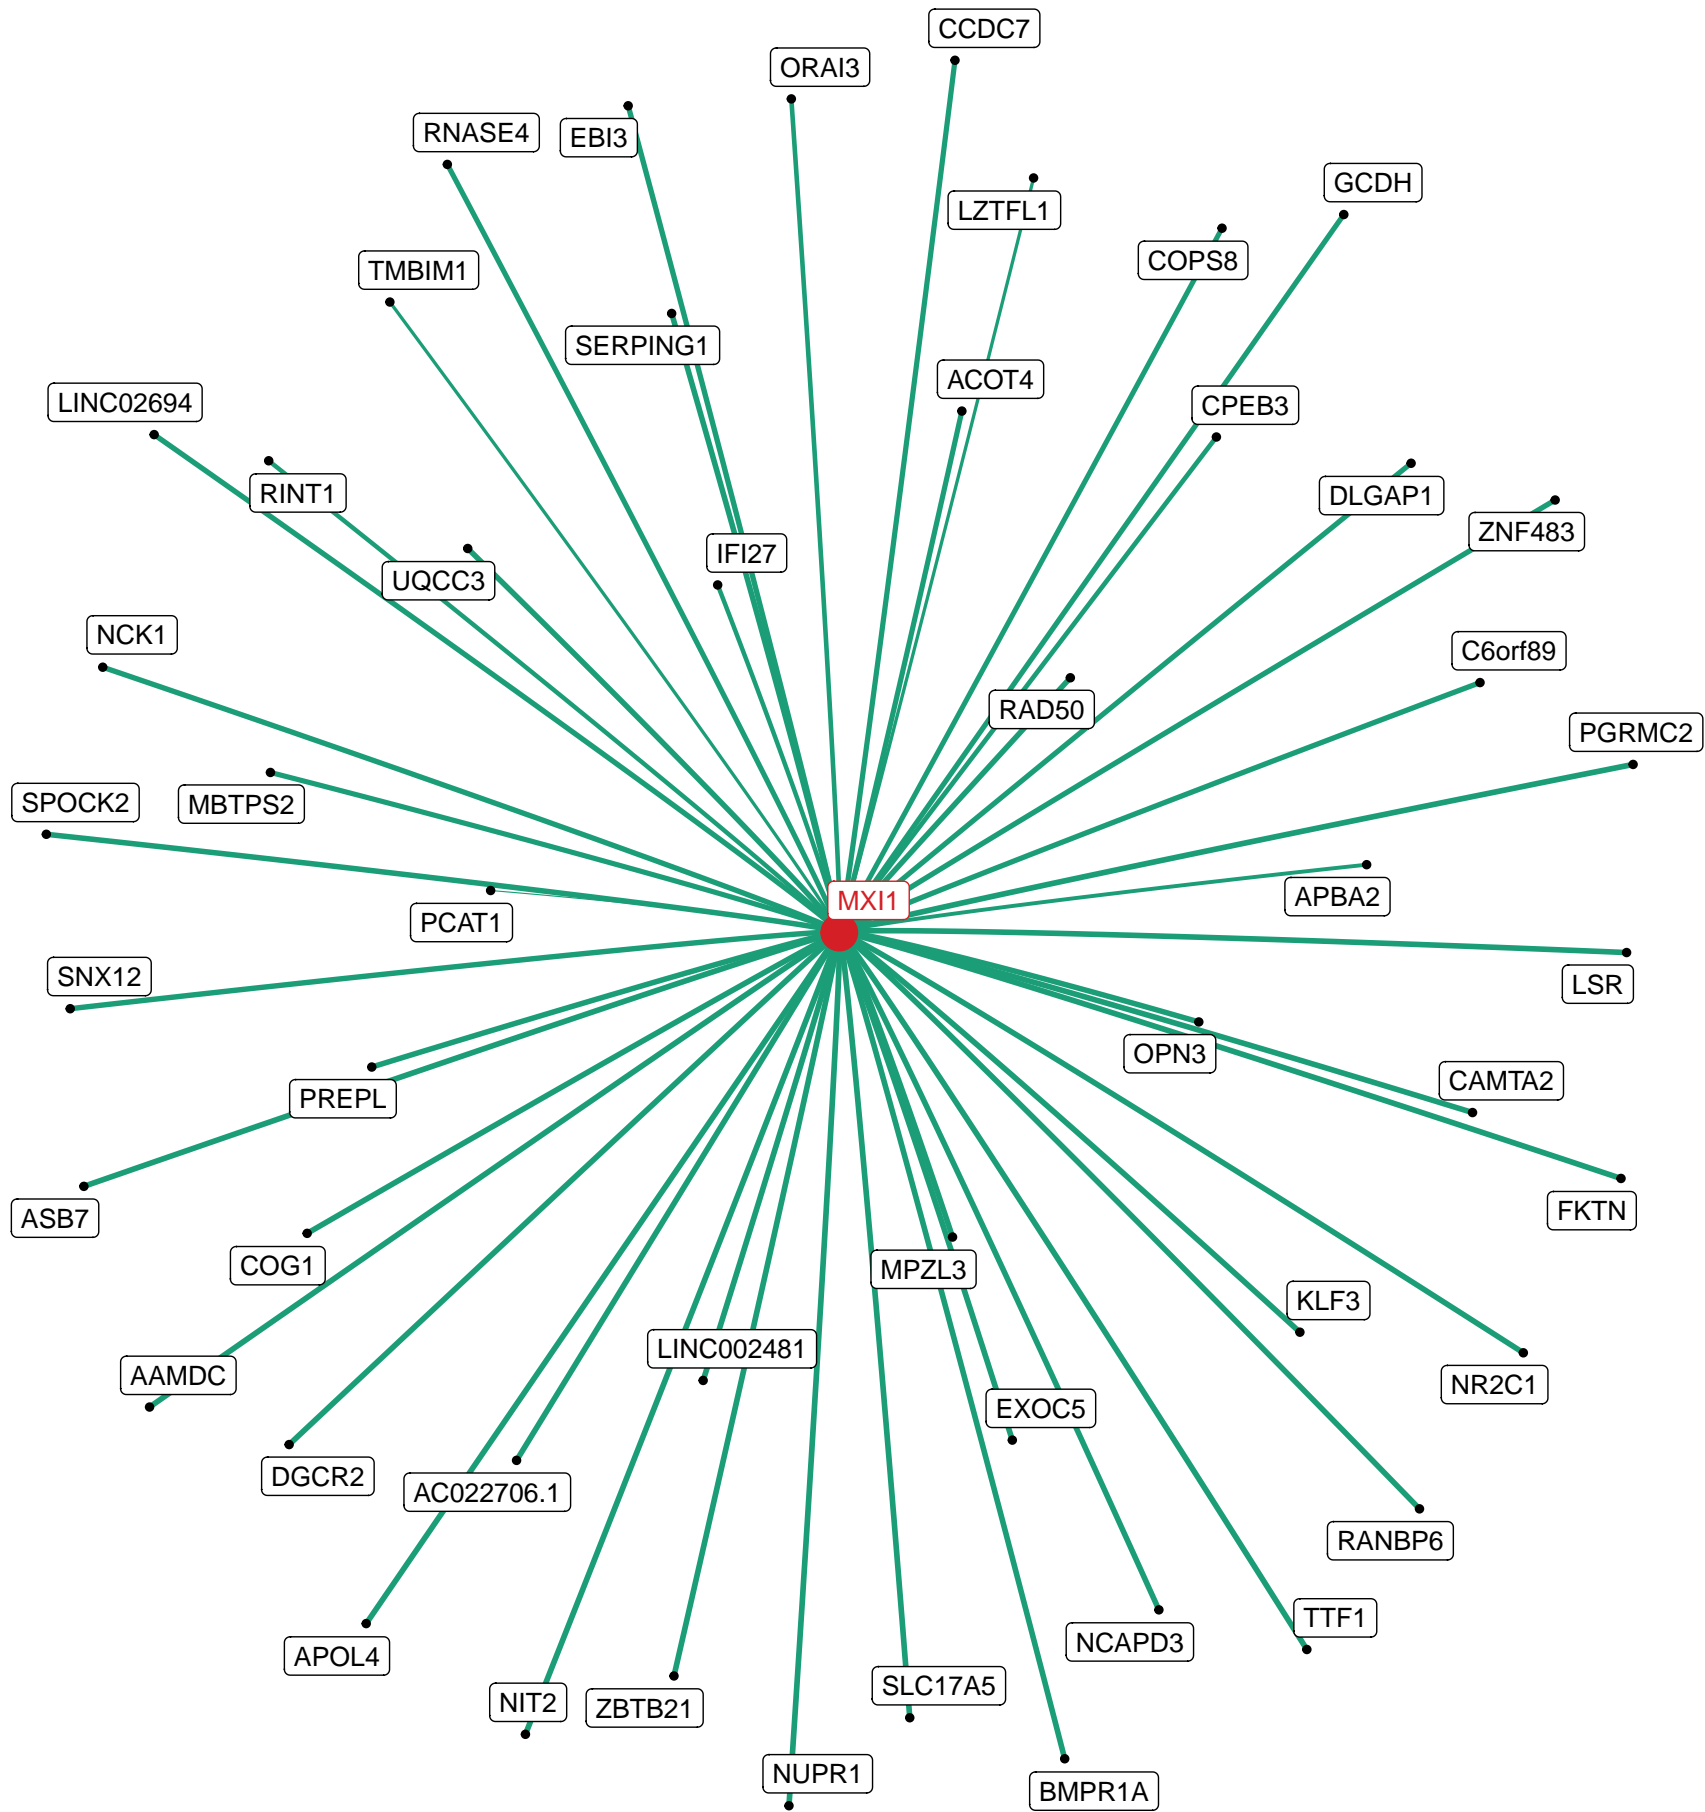 CCDC7
ORAI3
RNASE4
EBI3
GCDH
LZTFL1
COPS8
TMBIM1
SERPING1
ACOT4
LINC02694
CPEB3
RINT1
DLGAP1
ZNF483
IFI27
UQCC3
NCK1
C6orf89
RAD50
PGRMC2
SPOCK2
MBTPS2
APBA2
MXI1
PCAT1
SNX12
LSR
OPN3
CAMTA2
PREPL
FKTN
ASB7
COG1
MPZL3
KLF3
LINC002481
AAMDC
NR2C1
EXOC5
DGCR2
AC022706.1
RANBP6
TTF1
NCAPD3
APOL4
SLC17A5
NIT2
ZBTB21
NUPR1
BMPR1A